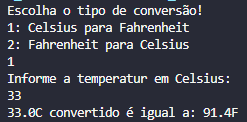 Escolha o tipo de conversão!
1: Celsius para Fahrenheit
2: Fahrenheit para Celsius
1
Informe a temperatur em Celsius:
33
33.0C convertido é igual a: 91.4F